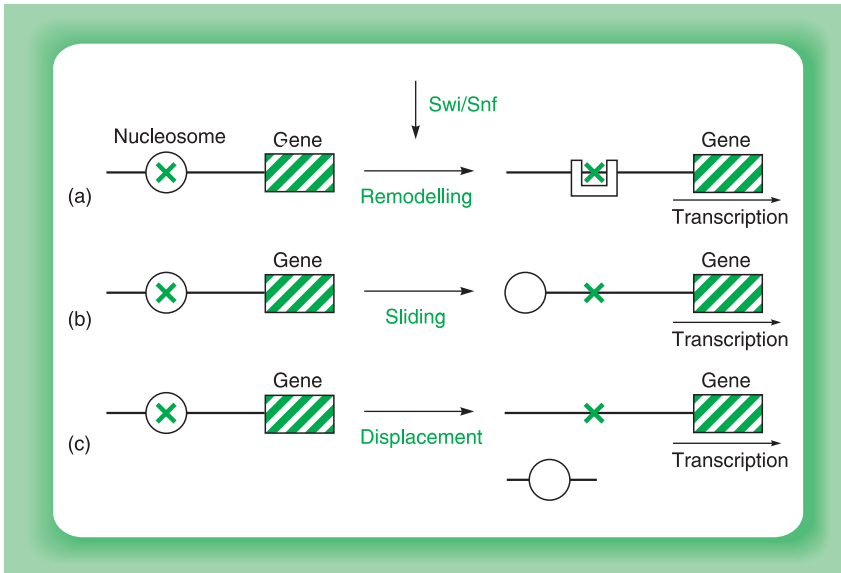 Swi/Snf
Nucleosome
Gene
Gene
(a)
Remodelling
Transcription
Gene
Gene
(b)
Sliding
Transcription
Gene
Gene
(c)
Displacement
Transcription